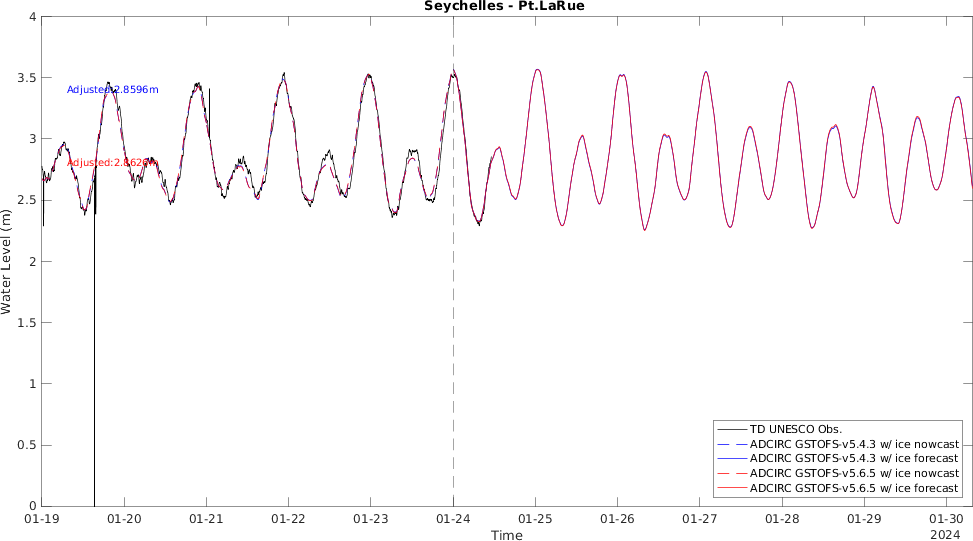 Seychelles - Pt.LaRue
4
3.5
3
2.5
2
1.5
1
0.5
0
Water Level (m)
Adjusted:2.8596m
Adjusted:2.8626m
TD UNESCO Obs.
ADCIRC GSTOFS-v5.4.3 w/ ice nowcast
ADCIRC GSTOFS-v5.4.3 w/ ice forecast
ADCIRC GSTOFS-v5.6.5 w/ ice nowcast
ADCIRC GSTOFS-v5.6.5 w/ ice forecast
01-19 01-20 01-21 01-22 01-23 01-24 01-25 01-26 01-27 01-28 01-29 01-30
Time
2024